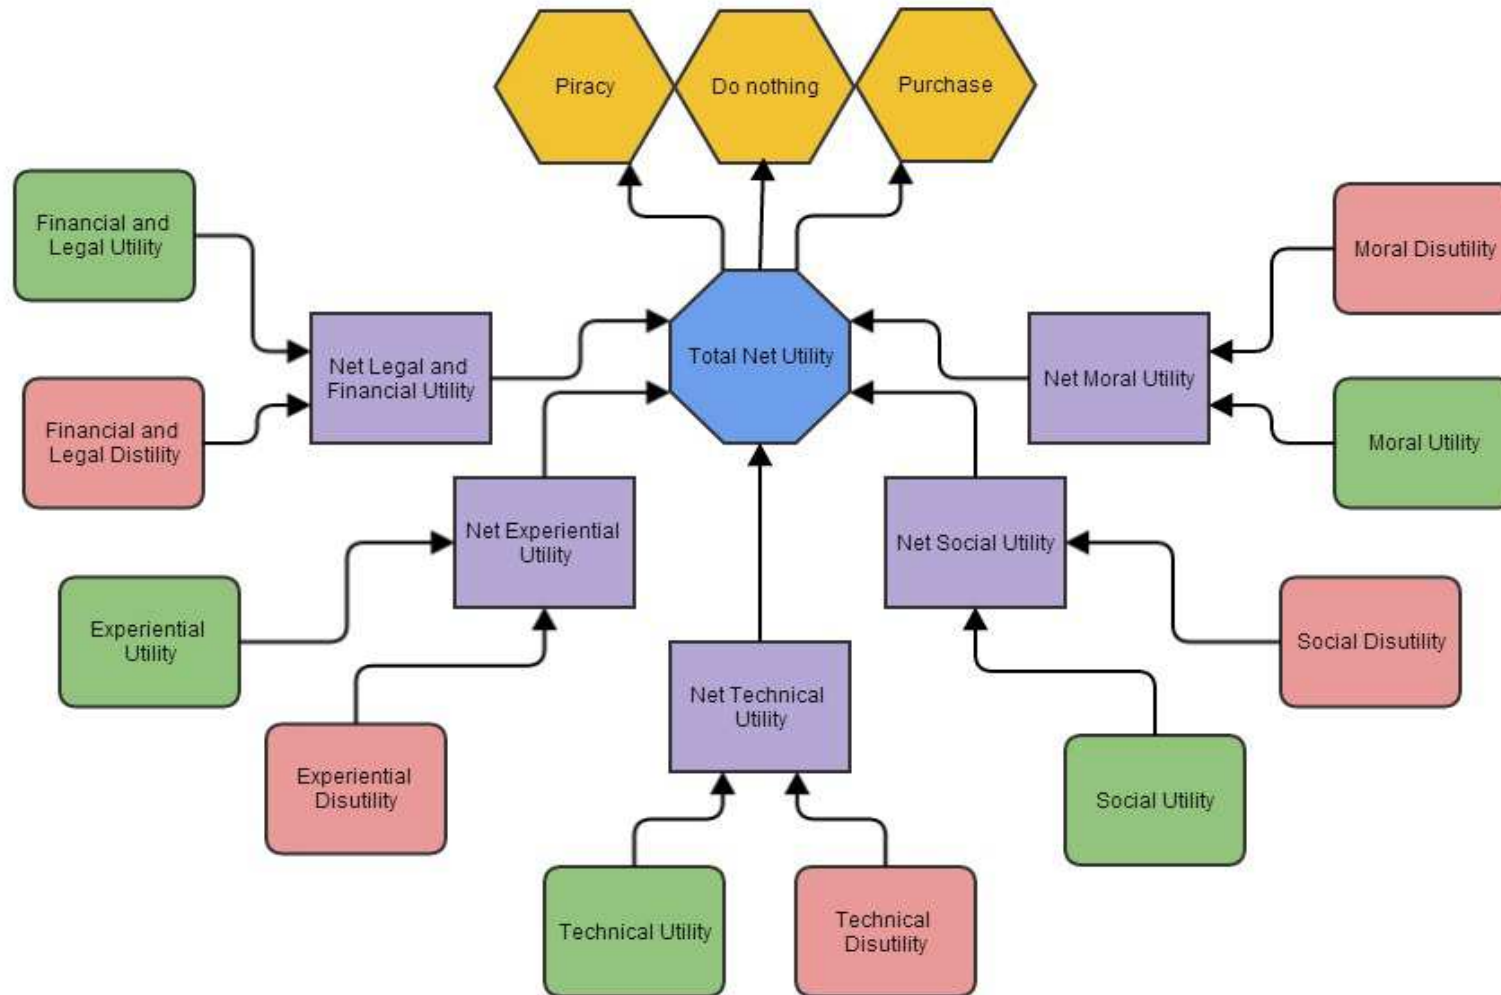 Piracy
Do nothing
Purchase
Financial and
Legal Utility
Moral Disutility
Net Legal and
Financial Utility
Total Net Utility
Net Moral Utility
Financial and
Legal Distility
Moral Utility
Net Experiential
Utility
Net Social Utility
Experiential
Utility
Social Disutility
Net Technical
Utility
Experiential
Disutility
Social Utility
Technical Utility
Technical
Disutility